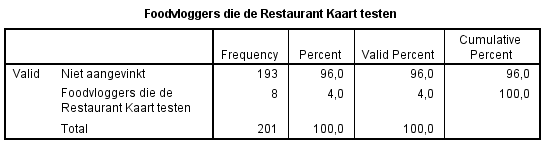 Foodvloggers die de Restaurant Kaart testen
Frequency Percent Valid Percent Cumulative Percent
Valid Niet aangevinkt 193 96,0 96,0 96,0
Foodvloggers die de Restaurant Kaart testen 8 4,0 4,0 100,0
Total 201 100,0 100,0